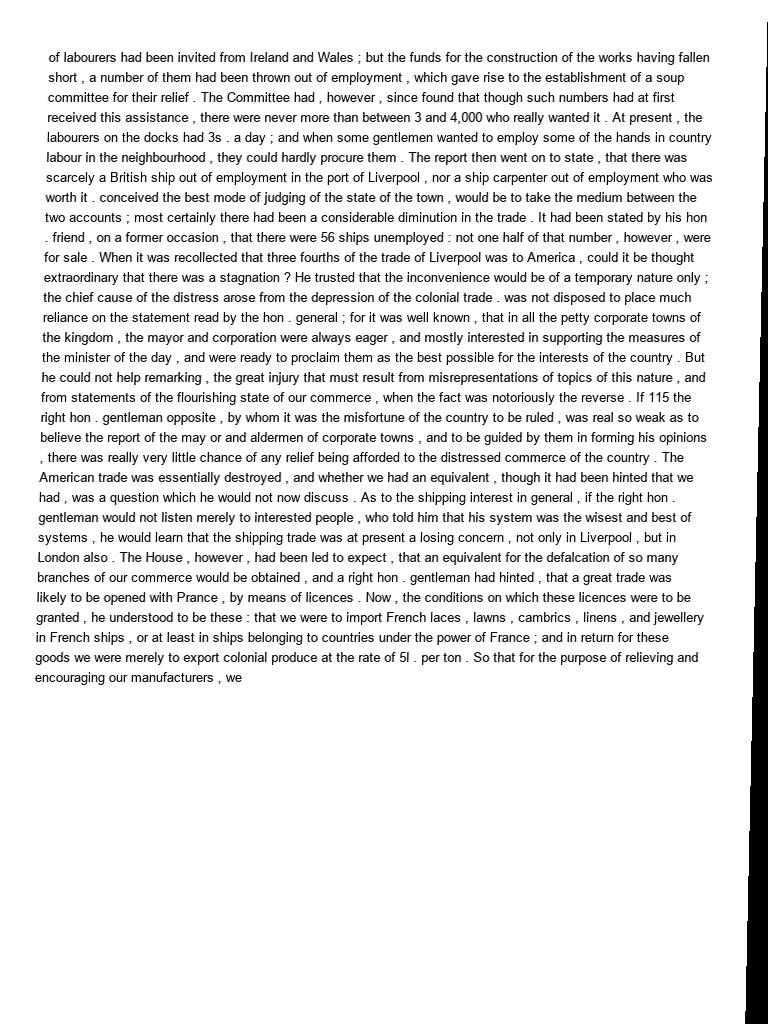 of labourers had been invited from Ireland and Wales ; but the funds for the construction of the works having fallen
short , a number of them had been thrown out of employment , which gave rise to the establishment of a soup
committee for their relief . The Committee had , however , since found that though such numbers had at first
received this assistance , there were never more than between 3 and 4,000 who really wanted it . At present , the
labourers on the docks had 3s . a day ; and when some gentlemen wanted to employ some of the hands in country
labour in the neighbourhood , they could hardly procure them . The report then went on to state , that there was
scarcely a British ship out of employment in the port of Liverpool , nor a ship carpenter out of employment who was
worth it . conceived the best mode of judging of the state of the town , would be to take the medium between the
two accounts ; most certainly there had been a considerable diminution in the trade . It had been stated by his hon
. friend , on a former occasion , that there were 56 ships unemployed : not one half of that number , however , were
for sale . When it was recollected that three fourths of the trade of Liverpool was to America , could it be thought
extraordinary that there was a stagnation ? He trusted that the inconvenience would be of a temporary nature only ;
the chief cause of the distress arose from the depression of the colonial trade . was not disposed to place much
reliance on the statement read by the hon . general ; for it was well known , that in all the petty corporate towns of
the kingdom , the mayor and corporation were always eager , and mostly interested in supporting the measures of
the minister of the day , and were ready to proclaim them as the best possible for the interests of the country . But
he could not help remarking , the great injury that must result from misrepresentations of topics of this nature , and
from statements of the flourishing state of our commerce , when the fact was notoriously the reverse . If 115 the
right hon . gentleman opposite , by whom it was the misfortune of the country to be ruled , was real so weak as to
believe the report of the may or and aldermen of corporate towns , and to be guided by them in forming his opinions
, there was really very little chance of any relief being afforded to the distressed commerce of the country . The
American trade was essentially destroyed , and whether we had an equivalent , though it had been hinted that we
had , was a question which he would not now discuss . As to the shipping interest in general , if the right hon .
gentleman would not listen merely to interested people , who told him that his system was the wisest and best of
systems , he would learn that the shipping trade was at present a losing concern , not only in Liverpool , but in
London also . The House , however , had been led to expect , that an equivalent for the defalcation of so many
branches of our commerce would be obtained , and a right hon . gentleman had hinted , that a great trade was
likely to be opened with Prance , by means of licences . Now , the conditions on which these licences were to be
granted , he understood to be these : that we were to import French laces , lawns , cambrics , linens , and jewellery
in French ships , or at least in ships belonging to countries under the power of France ; and in return for these
goods we were merely to export colonial produce at the rate of 5l . per ton . So that for the purpose of relieving and
encouraging our manufacturers , we